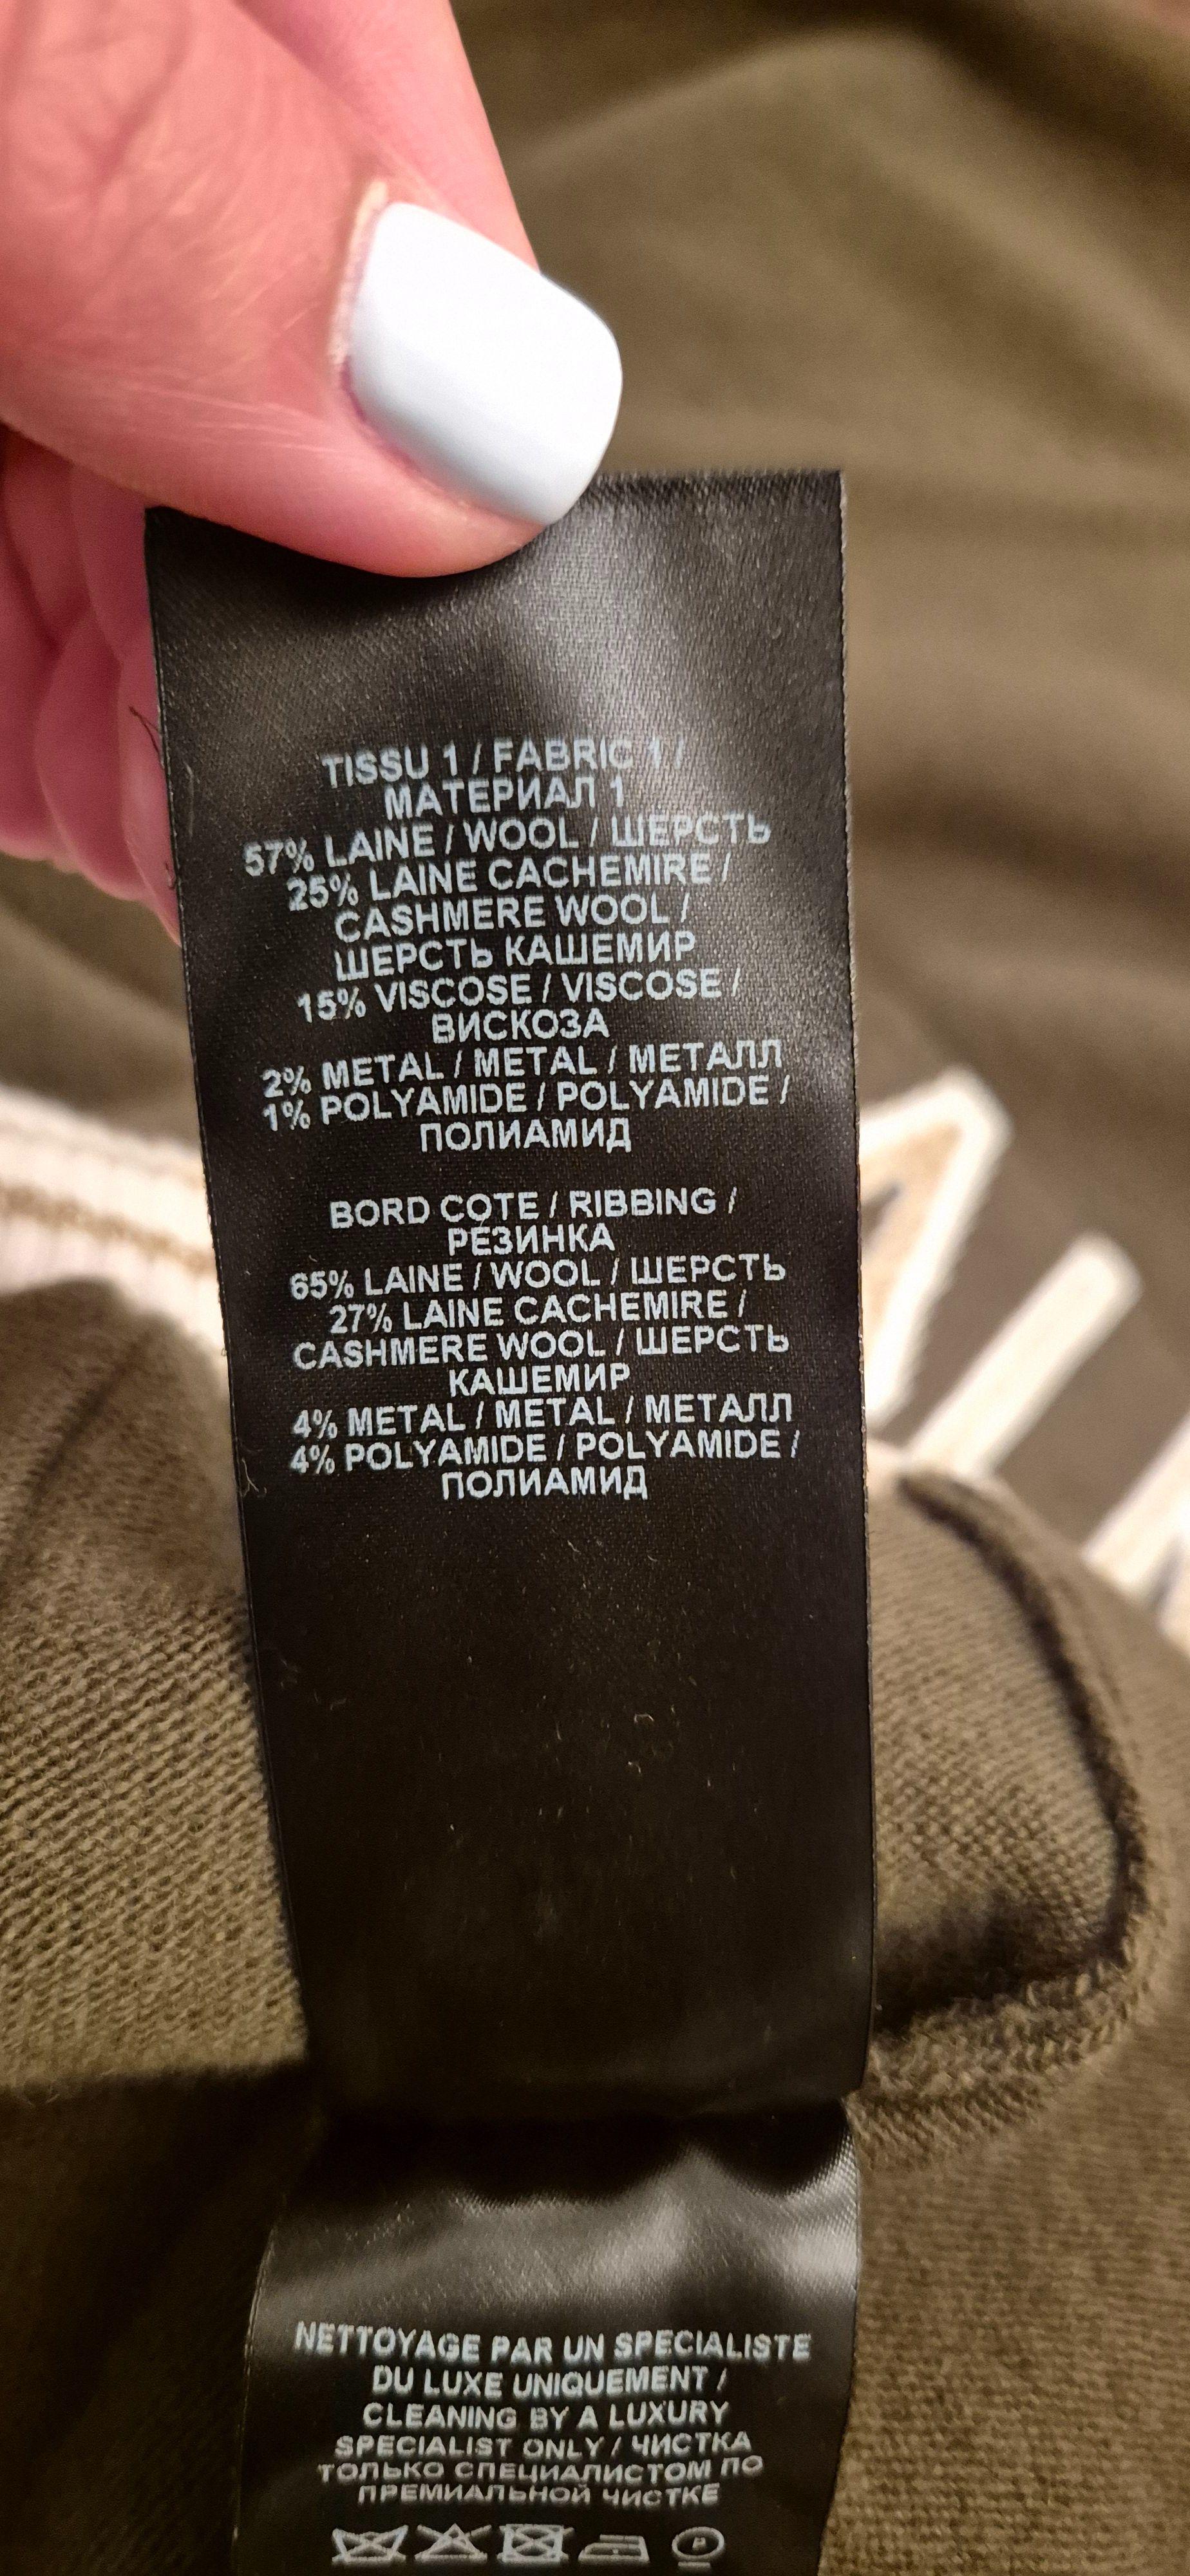 TISSU 1 / FABRIC 1 /
МАТЕРИАЛ 1
57% LAINE / WOOL / ШЕРСТЬ
25% LAINE CACHEMIRE /
CASHMERE WOOL /
ШЕРСТЬ КАШЕМИР
15% VISCOSE / VISCOSE /
ВИСКОЗА
2% METAL / METAL / МЕТАЛЛ
1% POLYAMIDE / POLYAMIDE /
ПОЛИАМИД
BORD COTE / RIBBING /
РЕЗИНКА
65% LAINE / WOOL / ШЕРСТЬ
27% LAINE CACHEMIRE /
CASHMERE WOOL / ШЕРСТЬ
КАШЕМИР
4% METAL / METAL / МЕТАЛЛ
4% POLYAMIDE / POLYAMIDE /
ПОЛИАМИД
NETTOYAGE PAR UN SPECIALISTE
DU LUXE UNIQUEMENT /
CLEANING BY A LUXURY
SPECIALIST ONLY / ЧИСТКА
ТОЛЬКО СПЕЦИАЛИСТОМ ПО
ПРЕМИАЛЬНОЙ ЧИСТКЕ
P